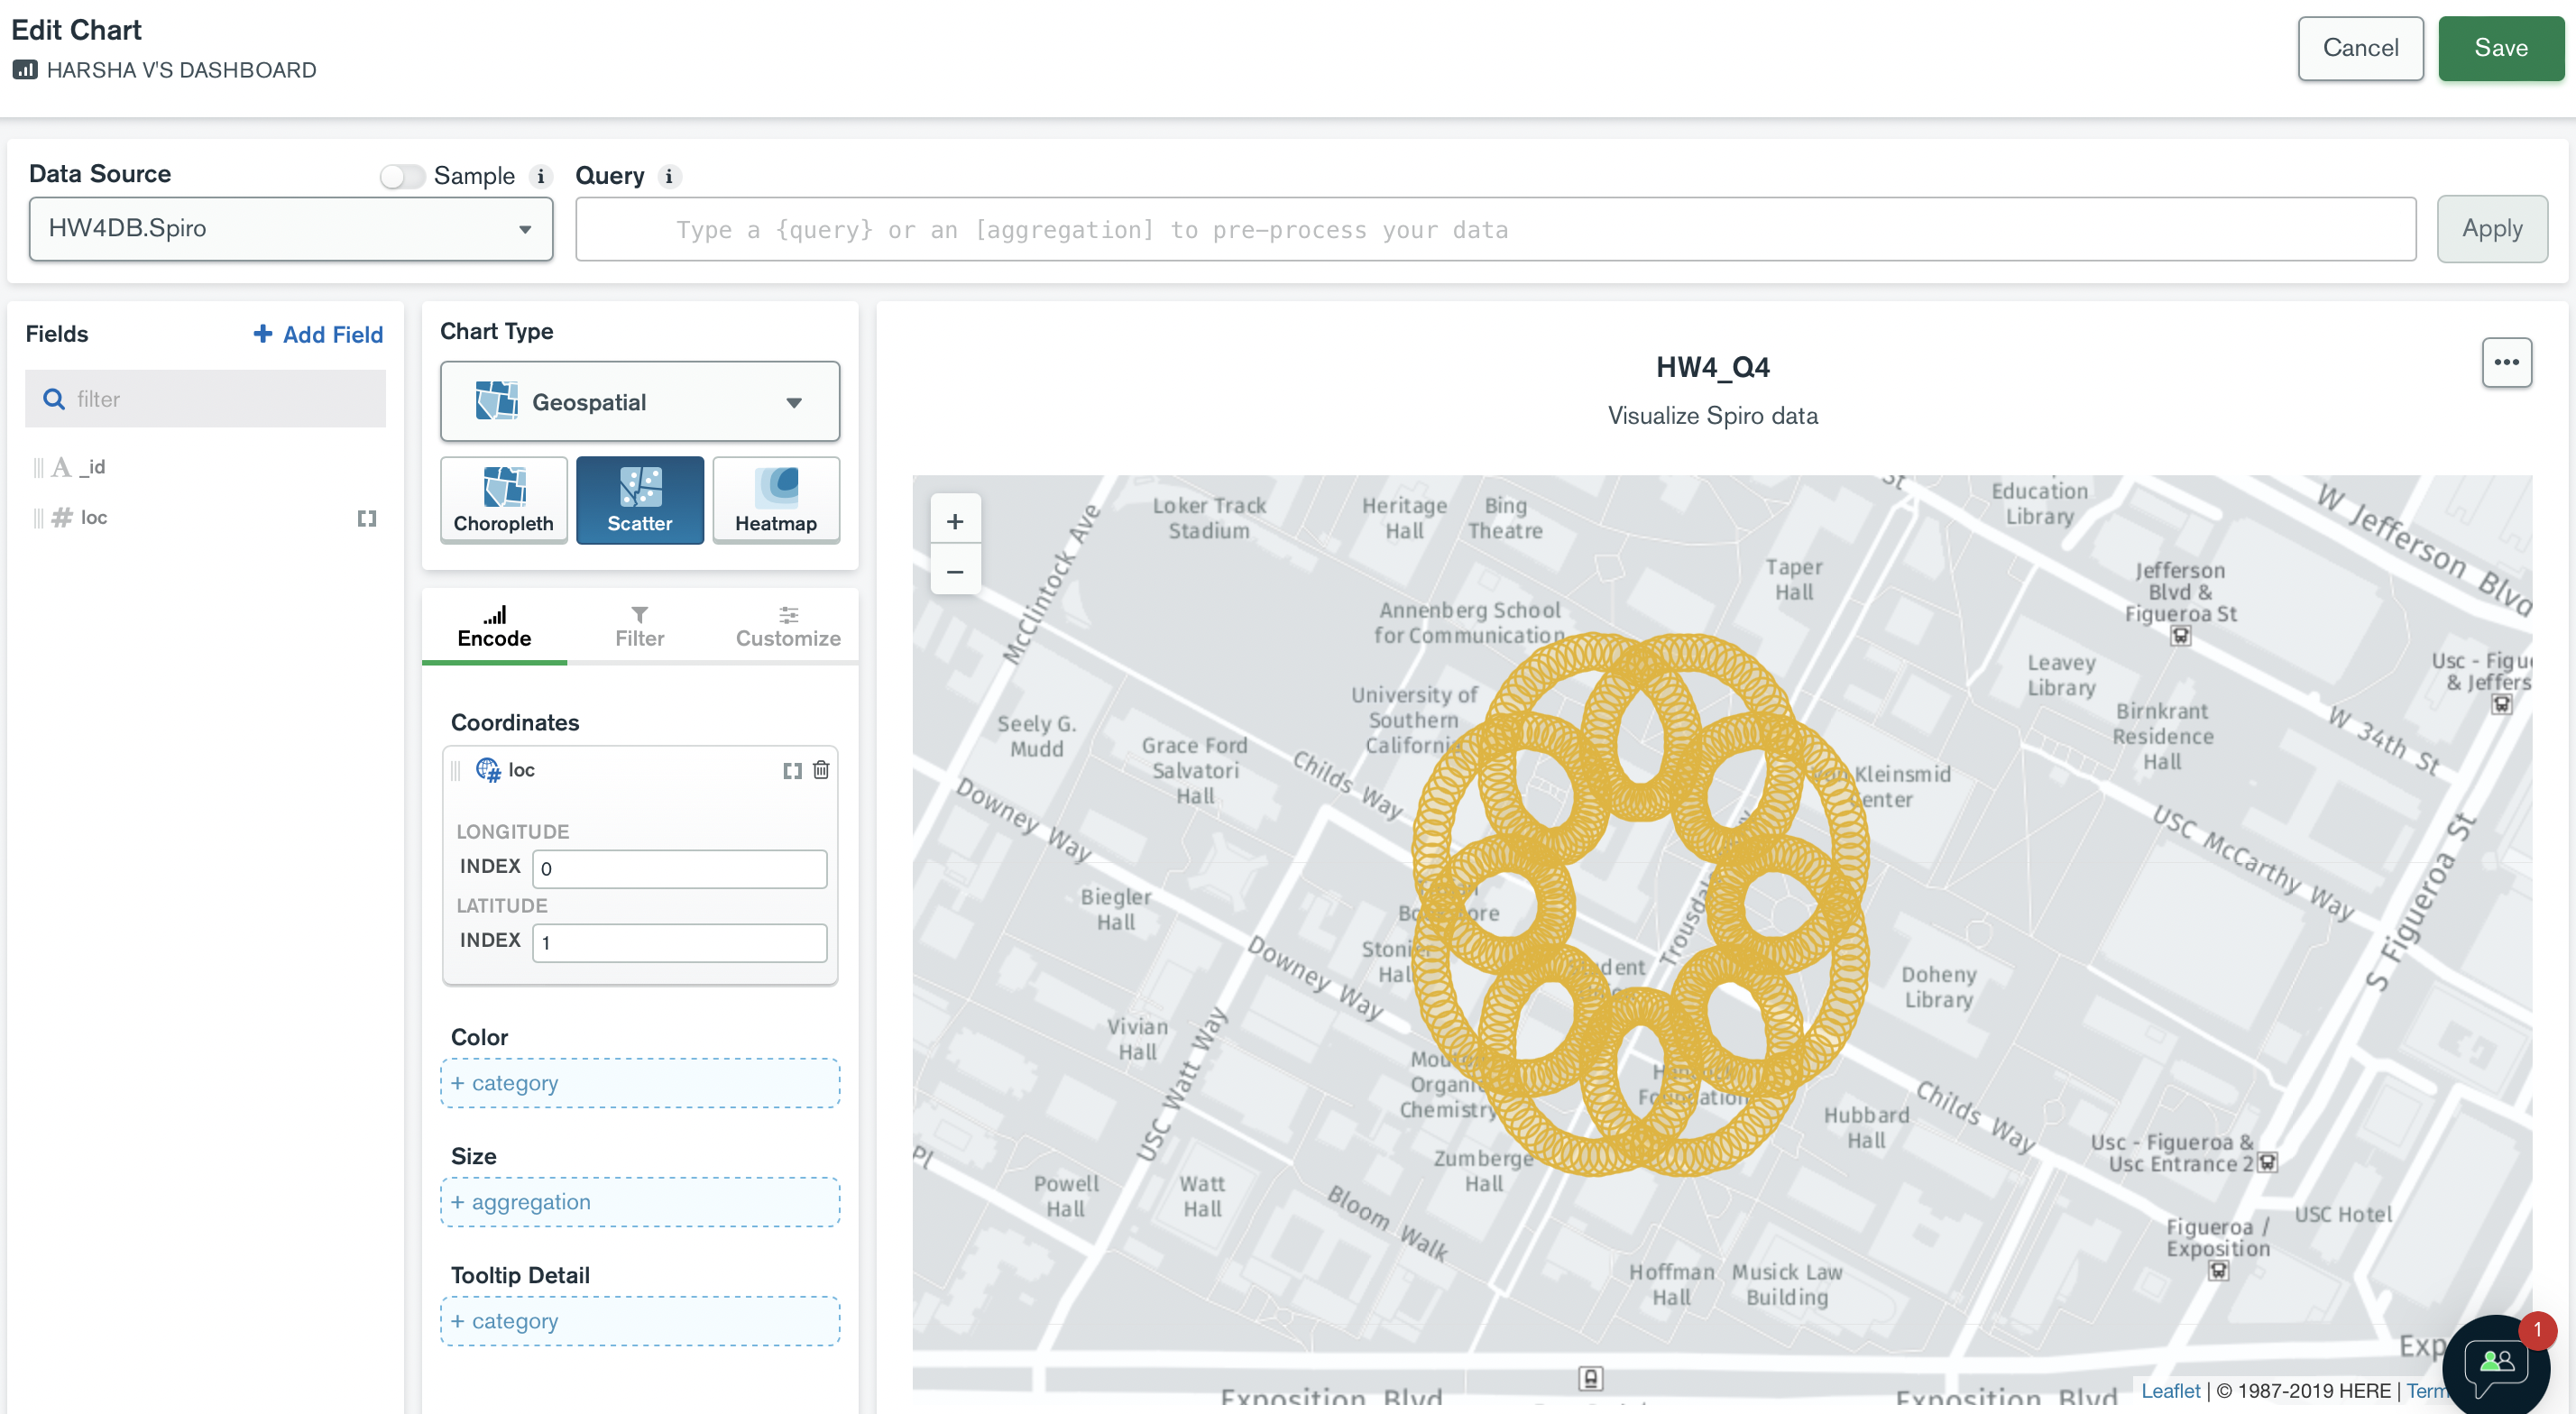 Edit Chart
HARSHA V'S DASHBOARD
Cancel
Save
Data Source
Sample
i
Query
i
HW4DB.Spiro
Type a {query} or an [aggregation] to pre-process your data
Apply
Fields
+ Add Field
filter
A _id
# loc
Chart Type
Geospatial
Choropleth
Scatter
Heatmap
Encode
Filter
Customize
Coordinates
loc
LONGITUDE
INDEX
0
LATITUDE
INDEX
1
Color
+ category
Size
+ aggregation
Tooltip Detail
+ category
HW4_Q4
Visualize Spiro data
+
−
Loker Track
Stadium
Heritage
Hall
Bing
Theatre
St
Education
Library
W Jefferson Blvd
McClintock Ave
Taper
Hall
Jefferson
Blvd &
Figueroa St
Annenberg School
for Communication
Leavey
Library
Usc - Figu
& Jeffers
University of
Southern
California
Seely G.
Mudd
Grace Ford
Salvatori
Hall
Childs Way
Kleinsmid
Birnkrant
Residence
Hall
W 34th St
Downey Way
USC McCarthy Way
S Figueroa St
Biegler
Hall
Trousdale
Downey Way
Hall
Doheny
Library
Vivian
Hall
USC Watt Way
Organic
Chemistry
Foundation
Hubbard
Hall
Childs Way
Usc - Figueroa &
Usc Entrance 2
Zumberge
Hall
Pl
Powell
Hall
Watt
Hall
Bloom Walk
USC Hotel
Figueroa /
Exposition
Hoffman
Hall
Musick Law
Building
Exp
1
Exposition Blvd
Exposition Blvd
Leaflet | © 1987-2019 HERE | Term